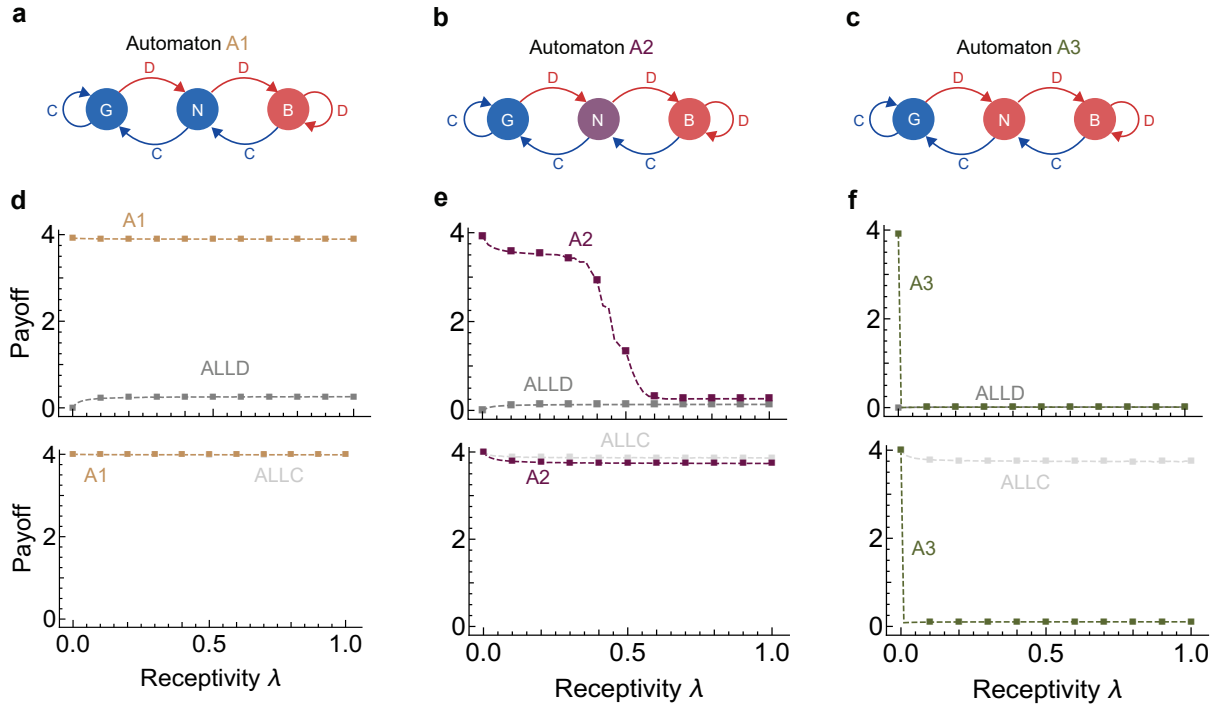 a
Automaton A1
D D
C G N B D
C C
b
Automaton A2
D D
C G N B D
C C
c
Automaton A3
D D
C G N B D
C C
d
A1
4
2
0
Payoff
ALLD
4
2
0
Payoff
A1 ALLC
0.0 0.5 1.0
Receptivity λ
e
4
2
0
A2
ALLD
4
2
0
ALLC
A2
0.0 0.5 1.0
Receptivity λ
f
4
2
0
A3
ALLD
4
2
0
ALLC
A3
0.0 0.5 1.0
Receptivity λ